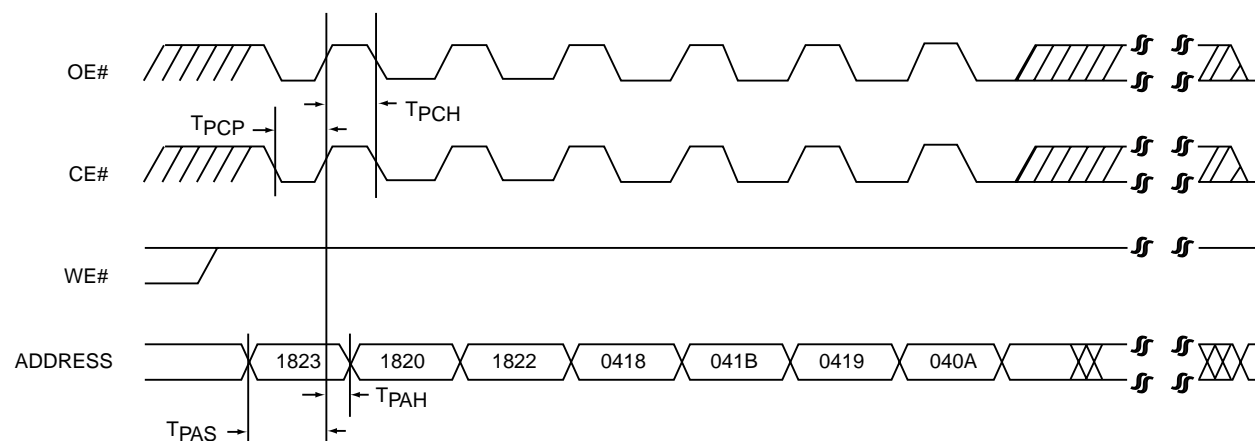 OE#
TPCH
TPCP
CE#
WE#
ADDRESS
1823
1820
1822
0418
041B
0419
040A
TPAH
TPAS